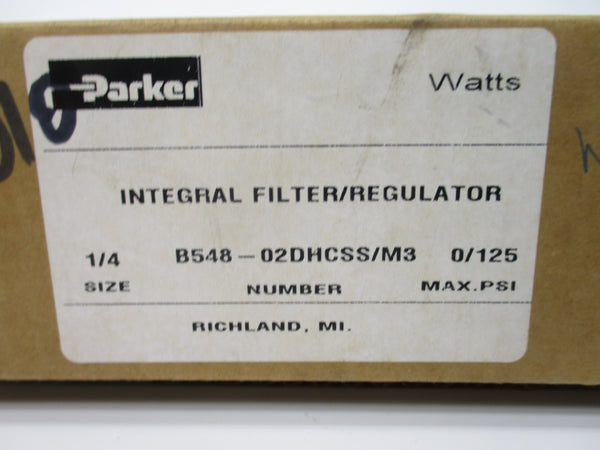 Parker Watts
INTEGRAL FILTER/REGULATOR
1/4 B548-02DHCSS/M3 0/125
SIZE NUMBER MAX.PSI
RICHLAND, MI.